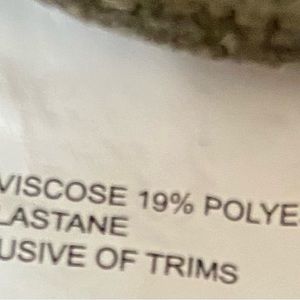 VISCOSE 19% POLYE
LASTANE
USIVE OF TRIMS